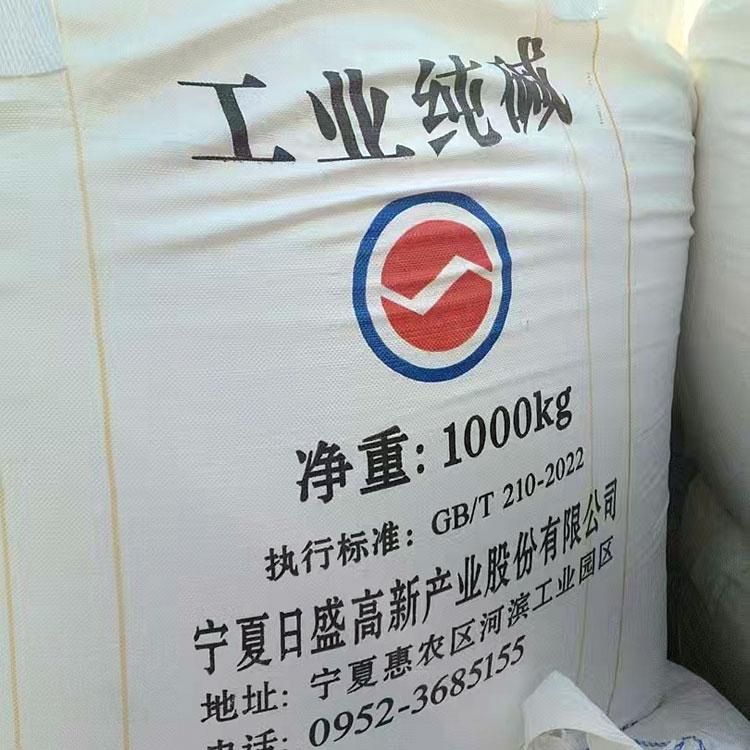 工业纯碱
净重：1000kg
执行标准：GB/T 210-2022
宁夏日盛高新产业股份有限公司
地址：宁夏惠农区河滨工业园区
电话：0952-3685155